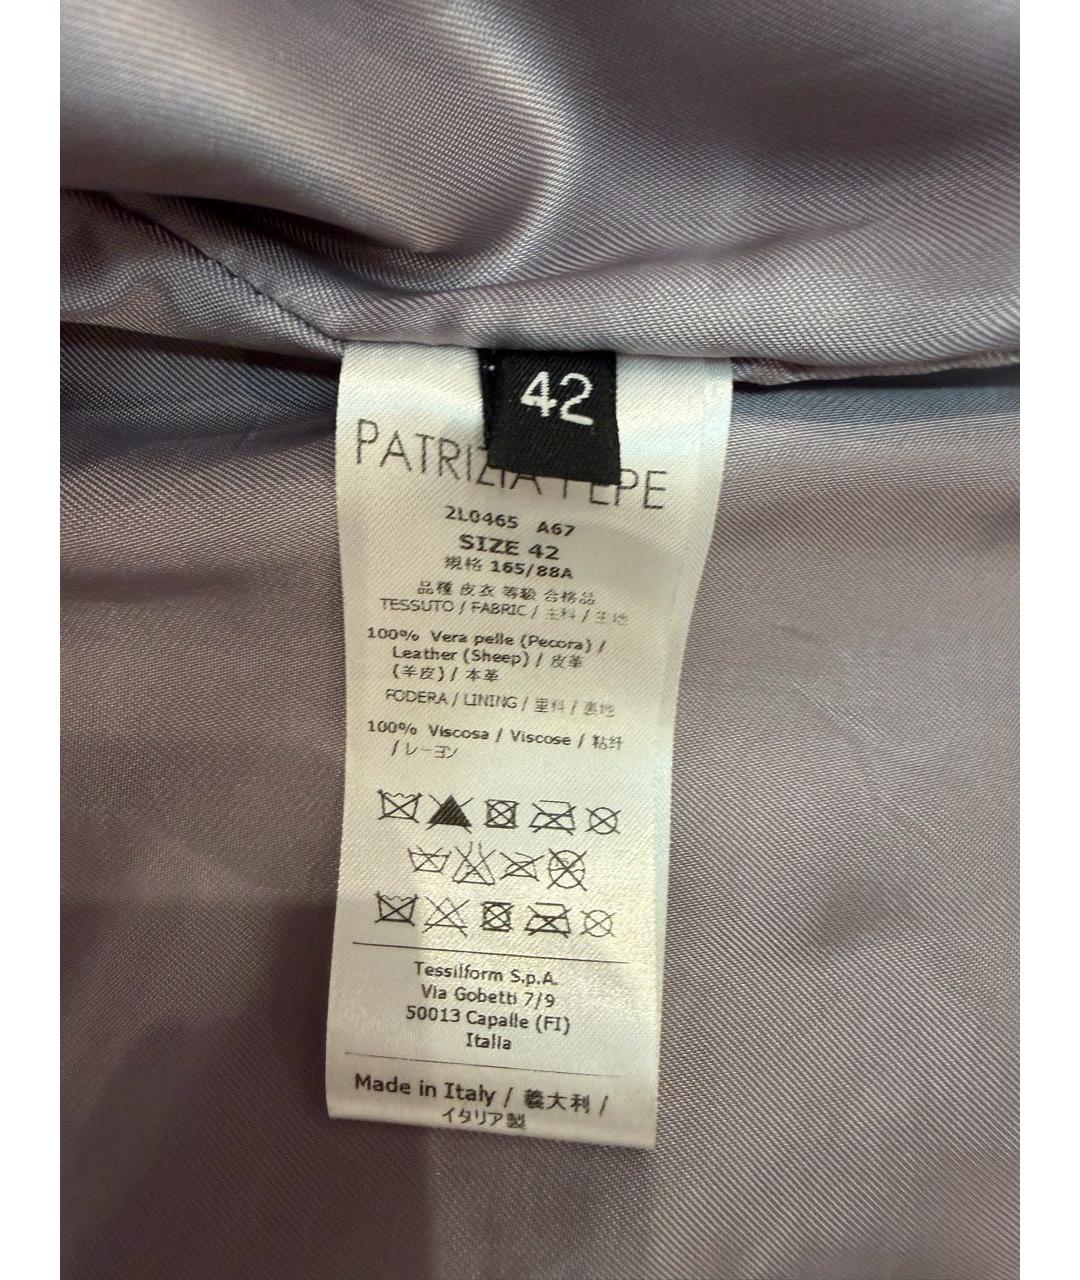 42
PATRIZIA PEPE
2L0465 A67
SIZE 42
規格 165/88A
品種 皮衣 等級 合格品
TESSUTO / FABRIC / 主料 / 生地
100% Vera pelle (Pecora) /
Leather (Sheep) / 皮革
(羊皮) / 本革
FODERA / LINING / 里料 / 裏地
100% Viscosa / Viscose / 粘纤
/ レーヨン
Tessilform S.p.A.
Via Gobetti 7/9
50013 Capalle (FI)
Italia
Made in Italy / 義大利 /
イタリア製